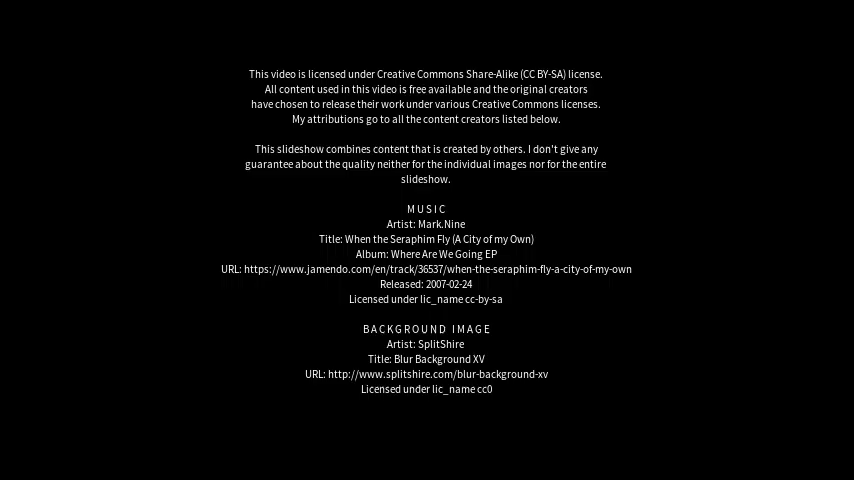 This video is licensed under Creative Commons Share-Alike (CC BY-SA) license.
All content used in this video is free available and the original creators
have chosen to release their work under various Creative Commons licenses.
My attributions go to all the content creators listed below.
This slideshow combines content that is created by others. I don't give any
guarantee about the quality neither for the individual images nor for the entire
slideshow.
M U S I C
Artist: Mark.Nine
Title: When the Seraphim Fly (A City of my Own)
Album: Where Are We Going EP
URL: https://www.jamendo.com/en/track/36537/when-the-seraphim-fly-a-city-of-my-own
Released: 2007-02-24
Licensed under lic_name cc-by-sa
B A C K G R O U N D   I M A G E
Artist: SplitShire
Title: Blur Background XV
URL: http://www.splitshire.com/blur-background-xv
Licensed under lic_name cc0